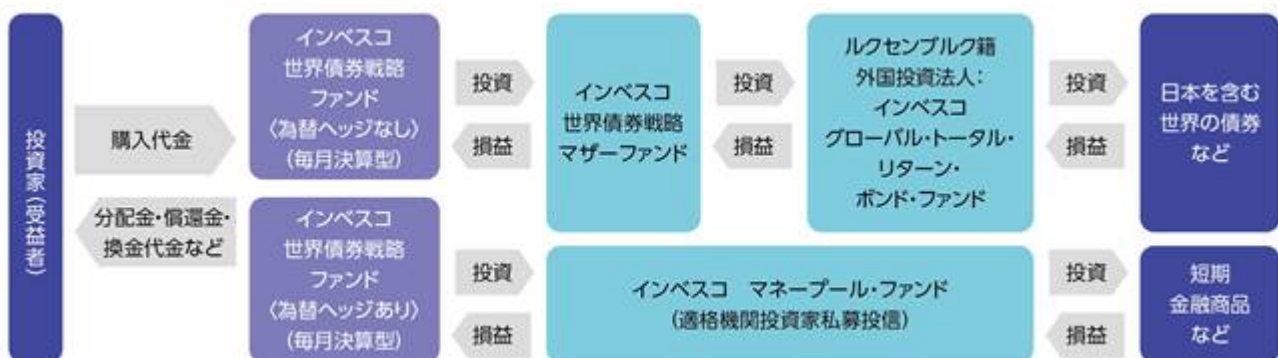 投資家(受益者)
購入代金
分配金・償還金・
換金代金など
インベスコ
世界債券戦略
ファンド
〈為替ヘッジなし〉
(毎月決算型)
インベスコ
世界債券戦略
ファンド
〈為替ヘッジあり〉
(毎月決算型)
投資
損益
インベスコ
世界債券戦略
マザーファンド
投資
損益
ルクセンブルク籍
外国投資法人:
インベスコ
グローバル・トータル・
リターン・
ボンド・ファンド
投資
損益
日本を含む
世界の債券
など
投資
損益
インベスコ マネープール・ファンド
(適格機関投資家私募投信)
投資
損益
短期
金融商品
など